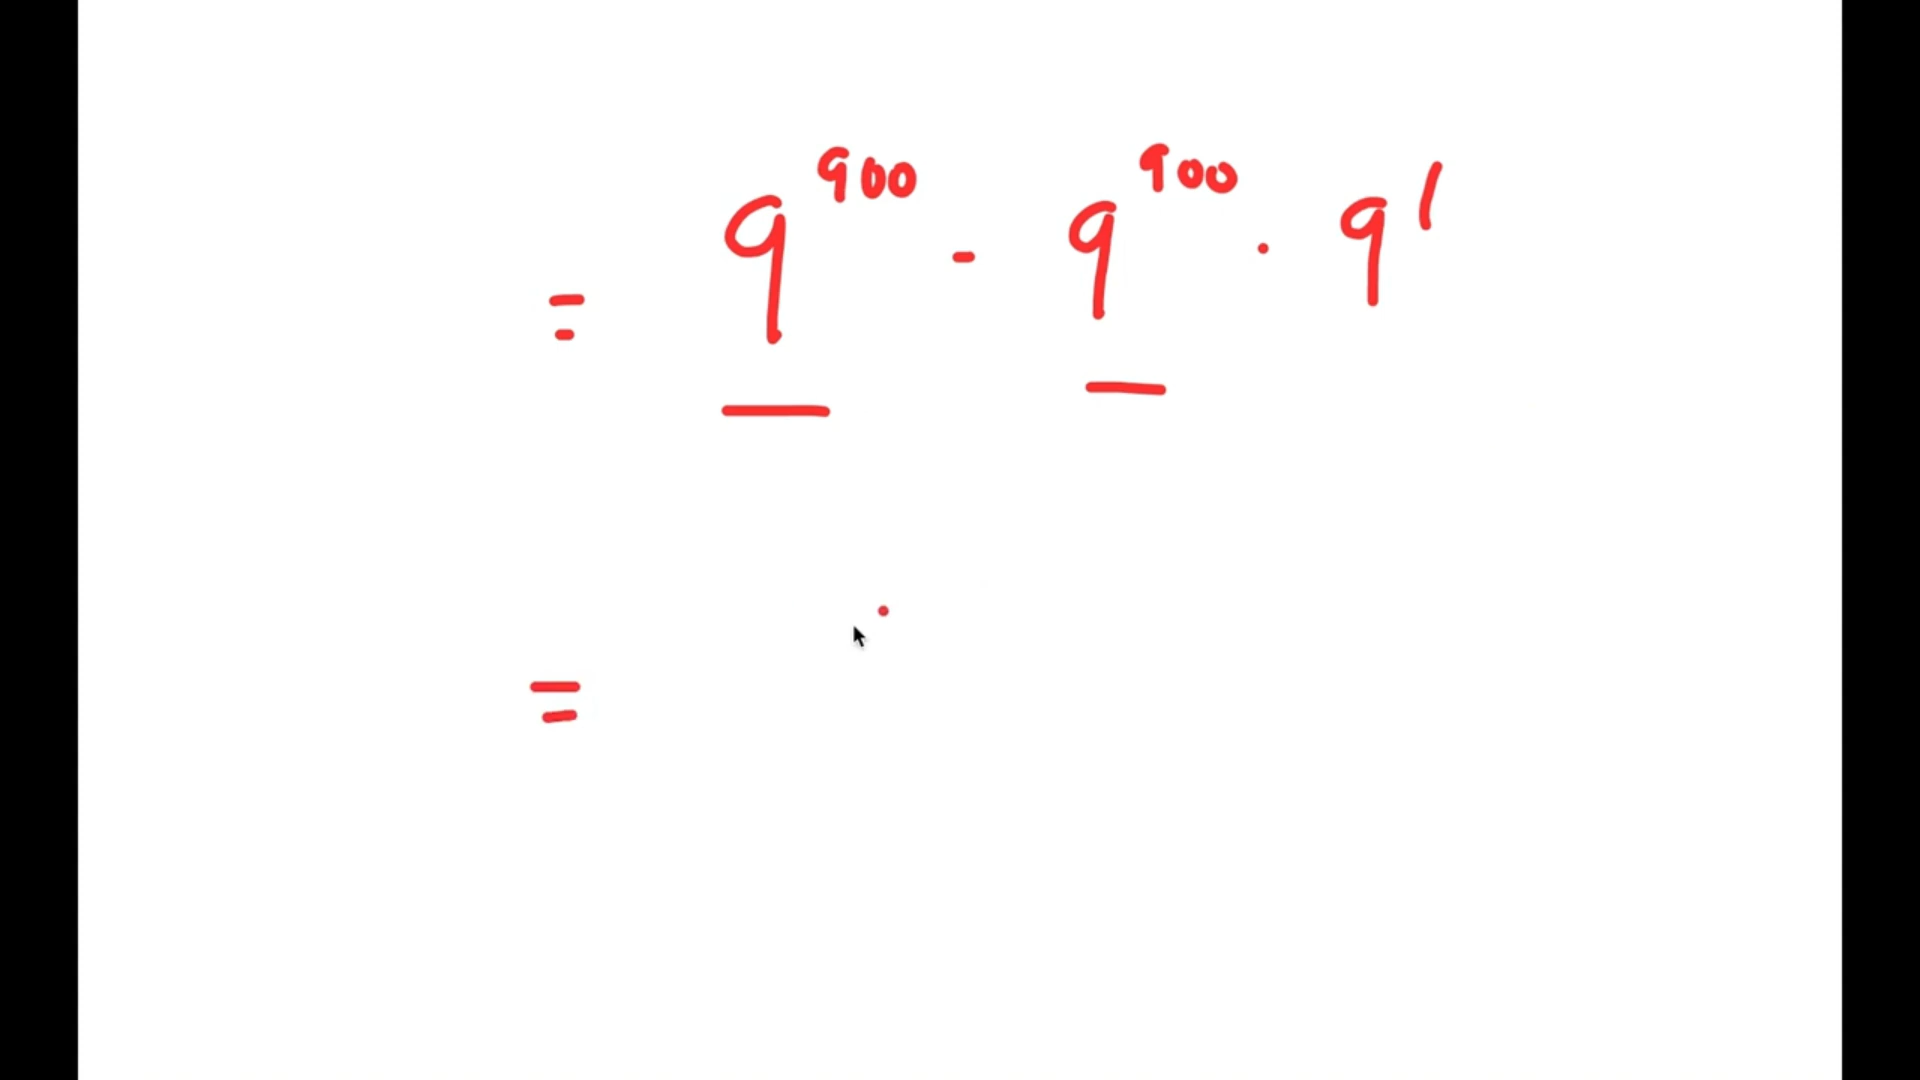 = 9^900 - 9^900 · 9^1
=